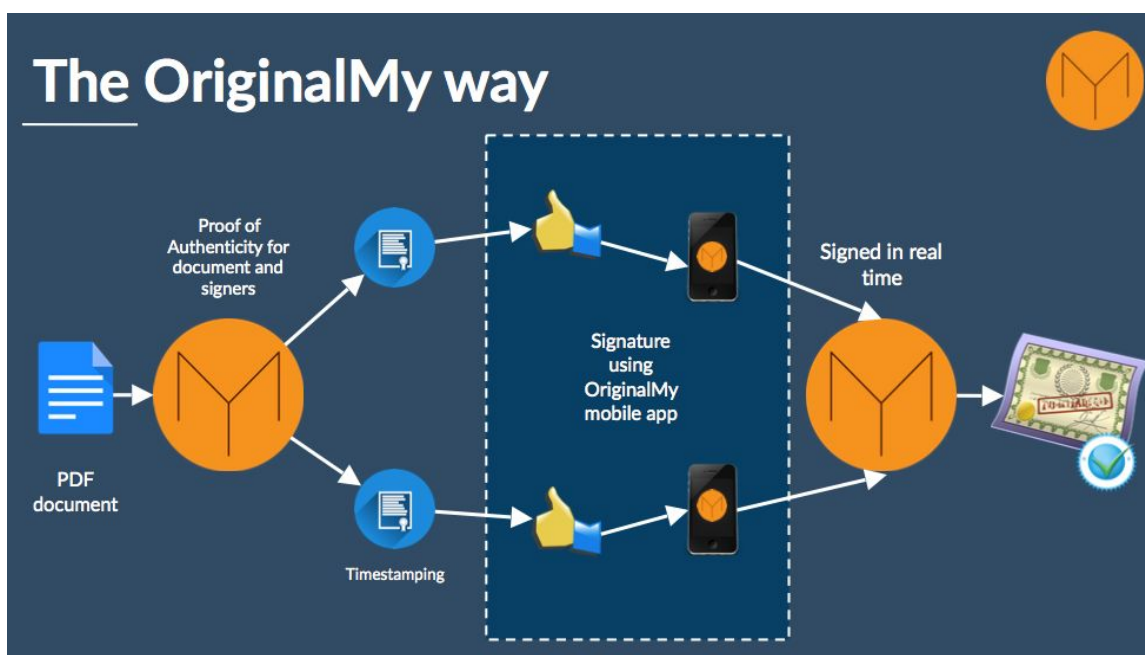 The OriginalMy way
Proof of
Authenticity for
document and
signers
Signed in real
time
Signature
using
OriginalMy
mobile app
PDF
document
Timestamping